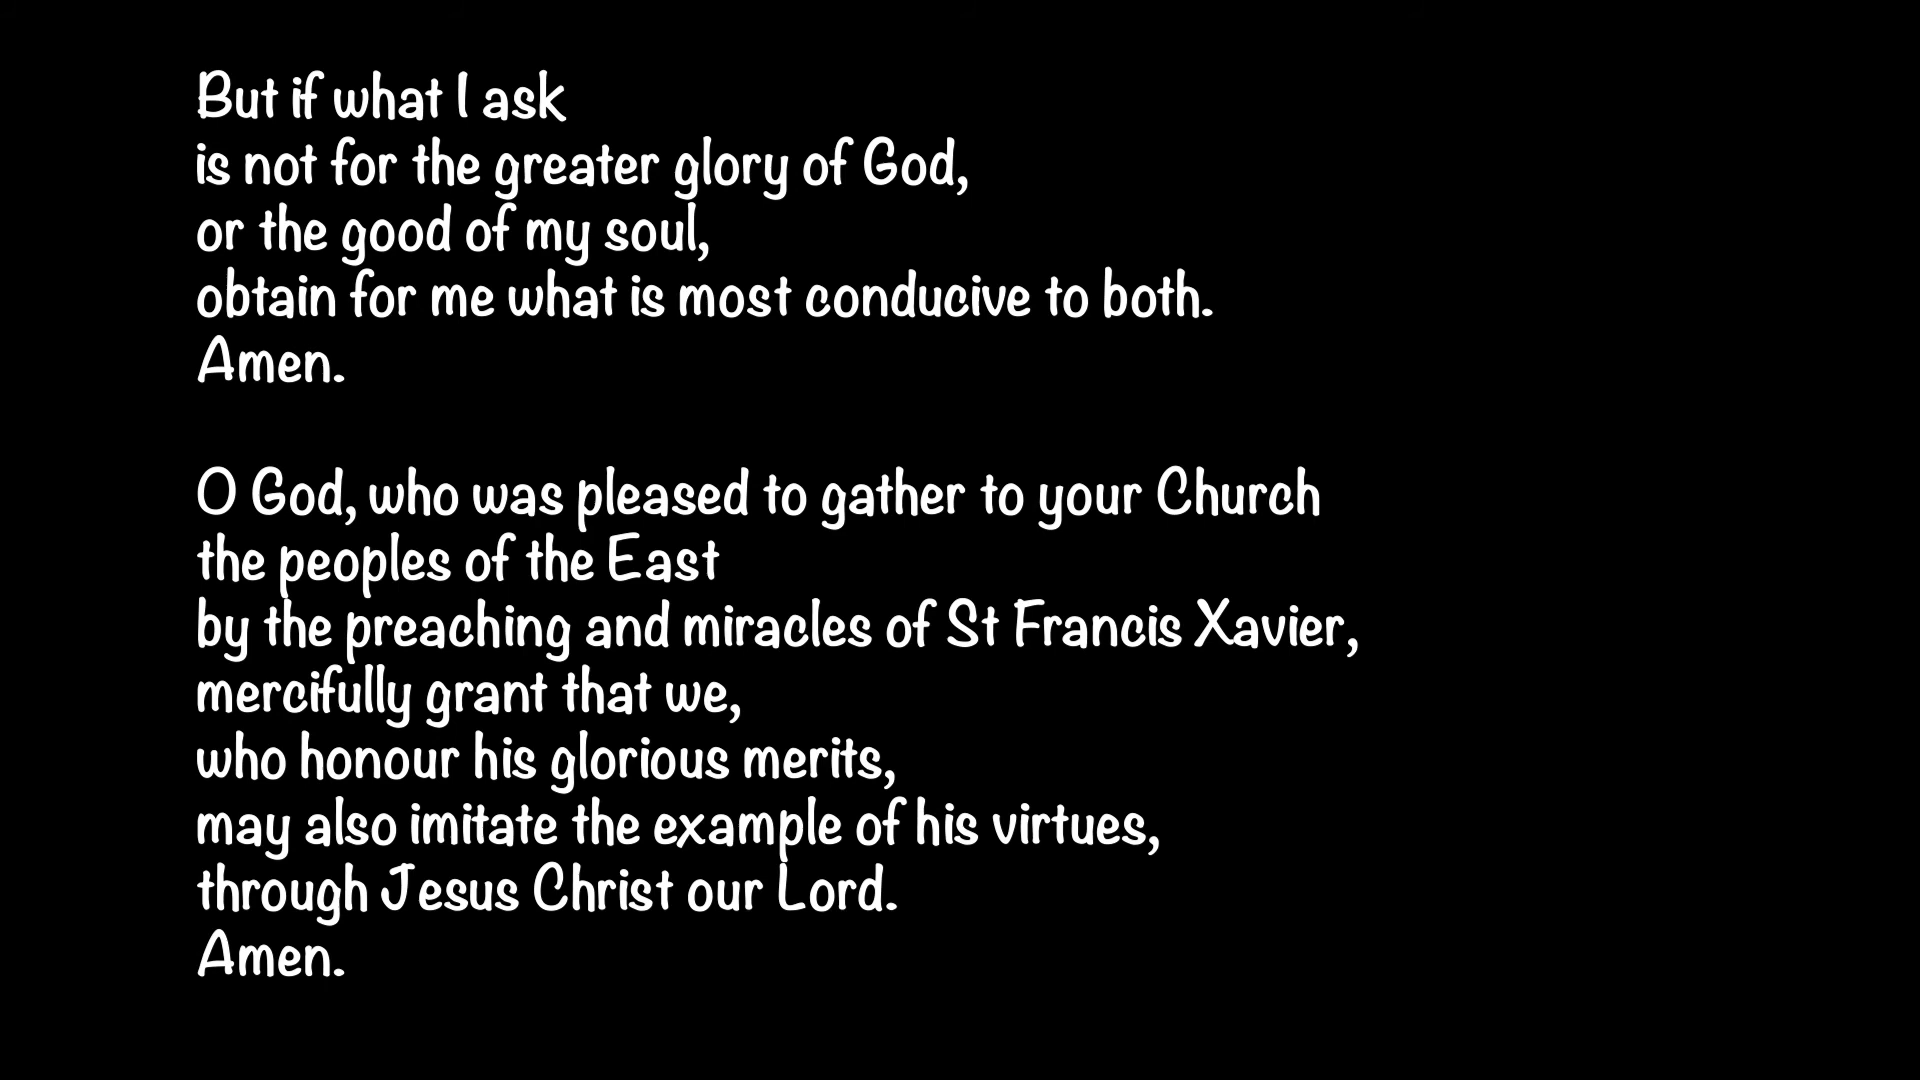 But if what I ask
is not for the greater glory of God,
or the good of my soul,
obtain for me what is most conducive to both.
Amen.
O God, who was pleased to gather to your Church
the peoples of the East
by the preaching and miracles of St Francis Xavier,
mercifully grant that we,
who honour his glorious merits,
may also imitate the example of his virtues,
through Jesus Christ our Lord.
Amen.